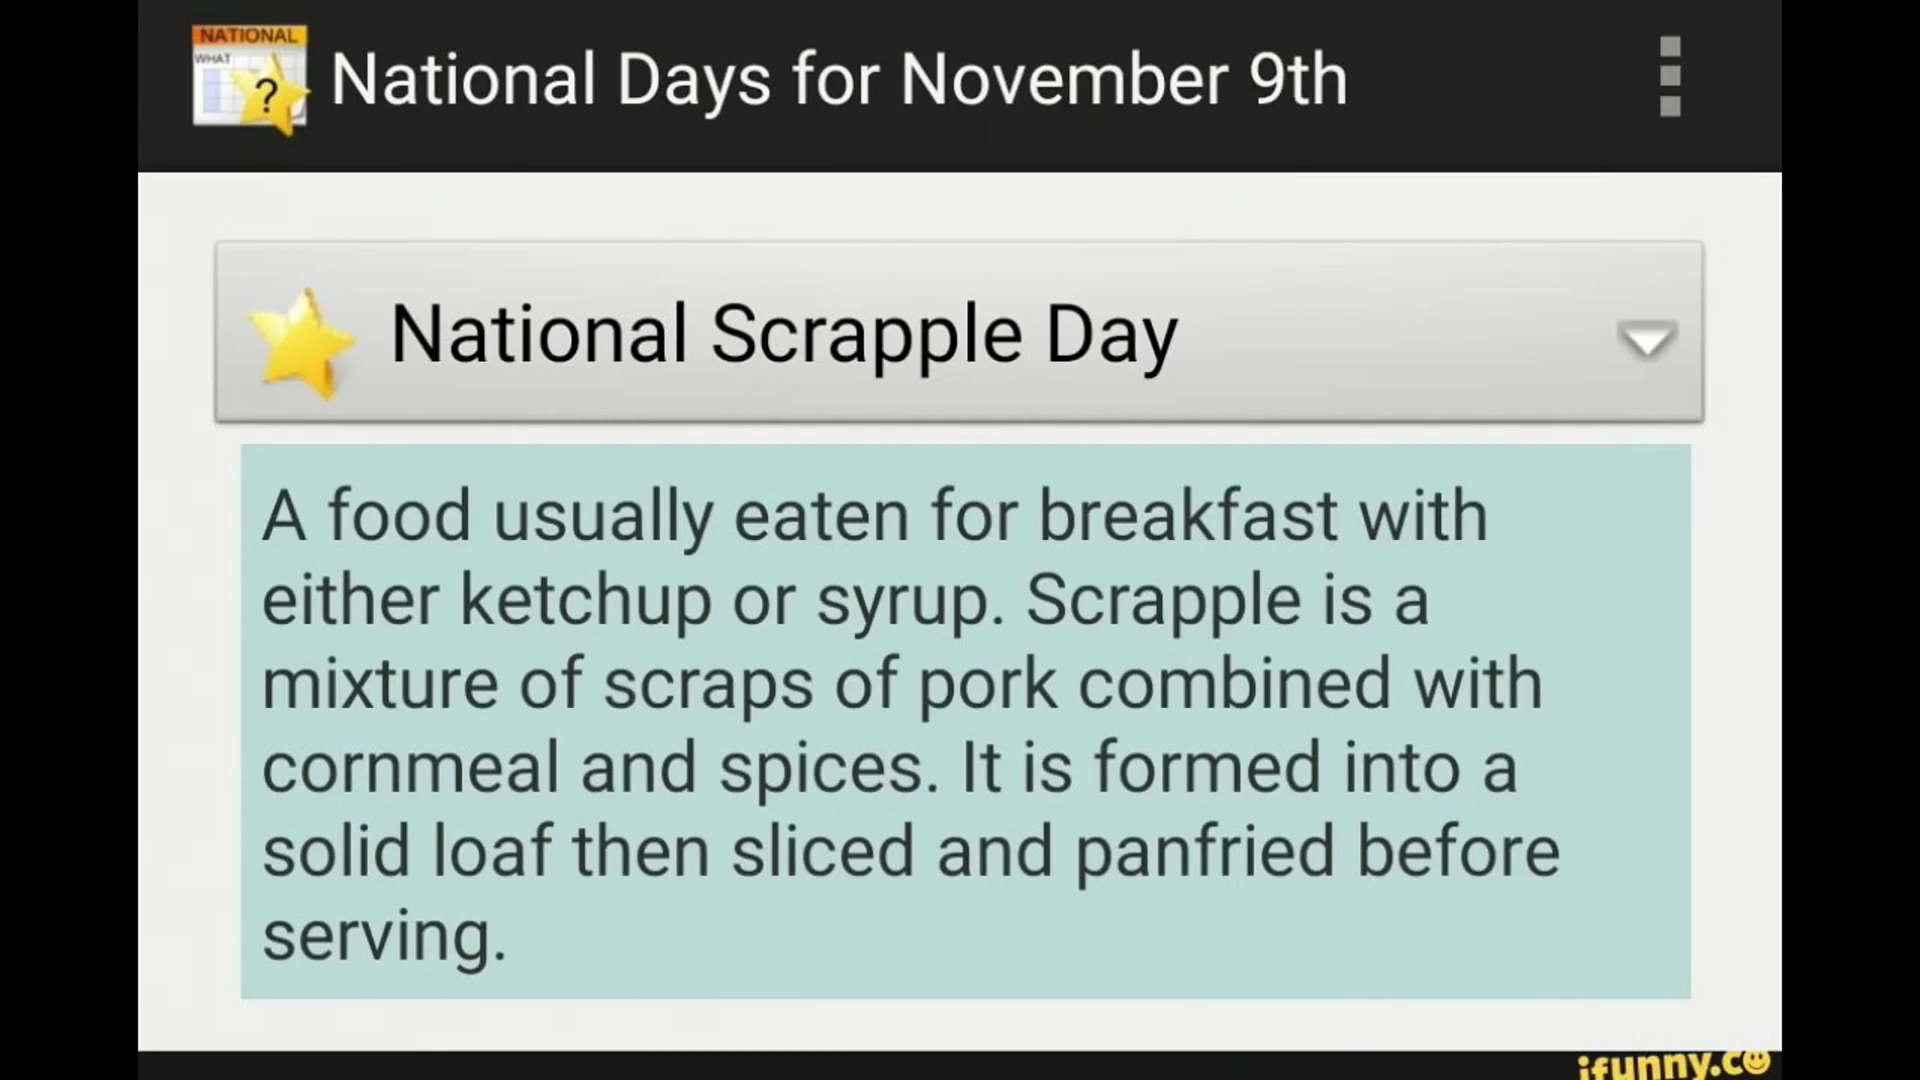 NATIONAL
WHAT
?
National Days for November 9th
National Scrapple Day
A food usually eaten for breakfast with
either ketchup or syrup. Scrapple is a
mixture of scraps of pork combined with
cornmeal and spices. It is formed into a
solid loaf then sliced and panfried before
serving.
ifunny.co